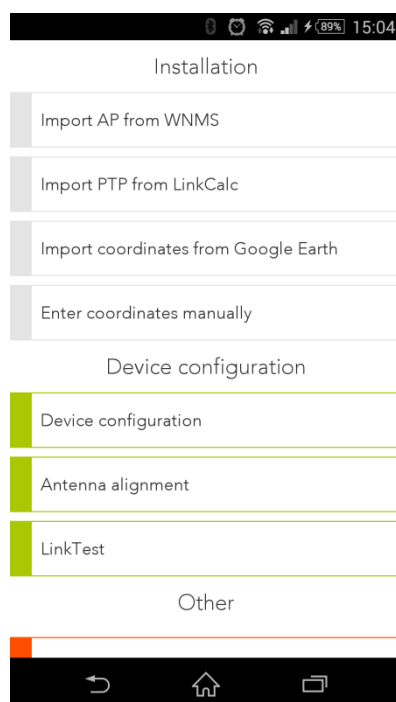 89% 15:04
Installation
Import AP from WNMS
Import PTP from LinkCalc
Import coordinates from Google Earth
Enter coordinates manually
Device configuration
Device configuration
Antenna alignment
LinkTest
Other